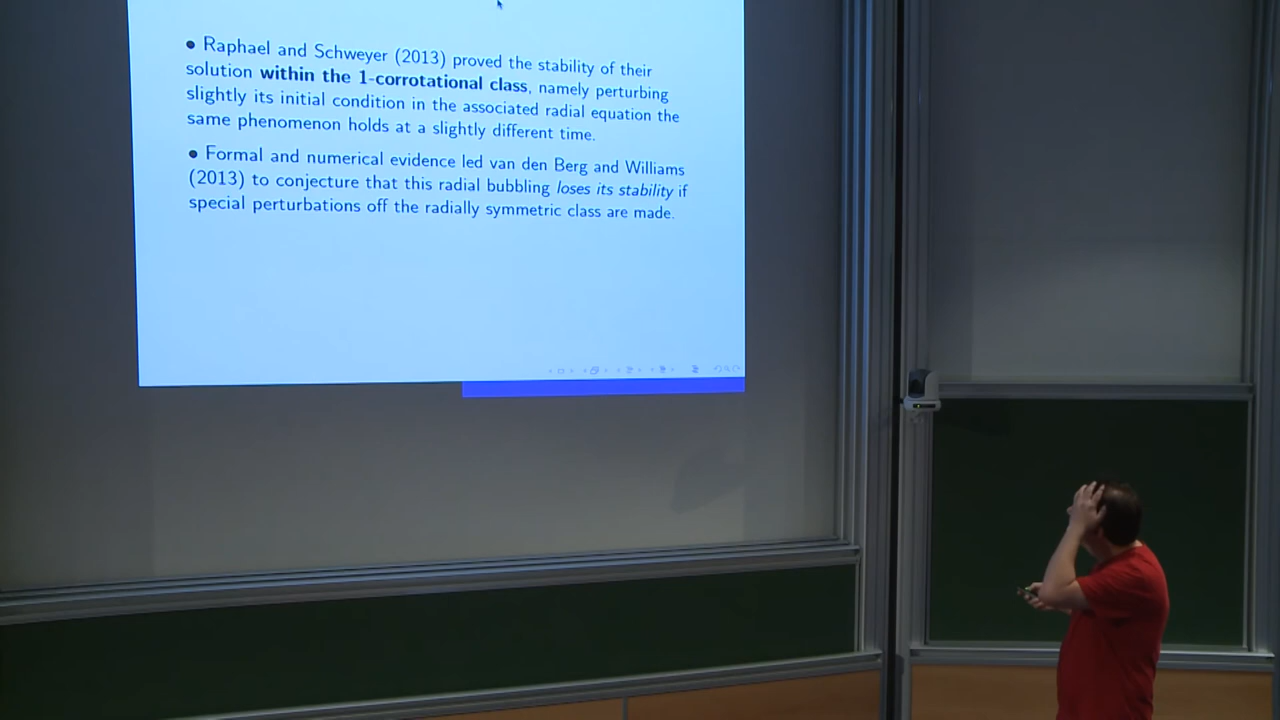 • Raphael and Schweyer (2013) proved the stability of their
solution within the 1-corrotational class, namely perturbing
slightly its initial condition in the associated radial equation the
same phenomenon holds at a slightly different time.
• Formal and numerical evidence led van den Berg and Williams
(2013) to conjecture that this radial bubbling loses its stability if
special perturbations off the radially symmetric class are made.